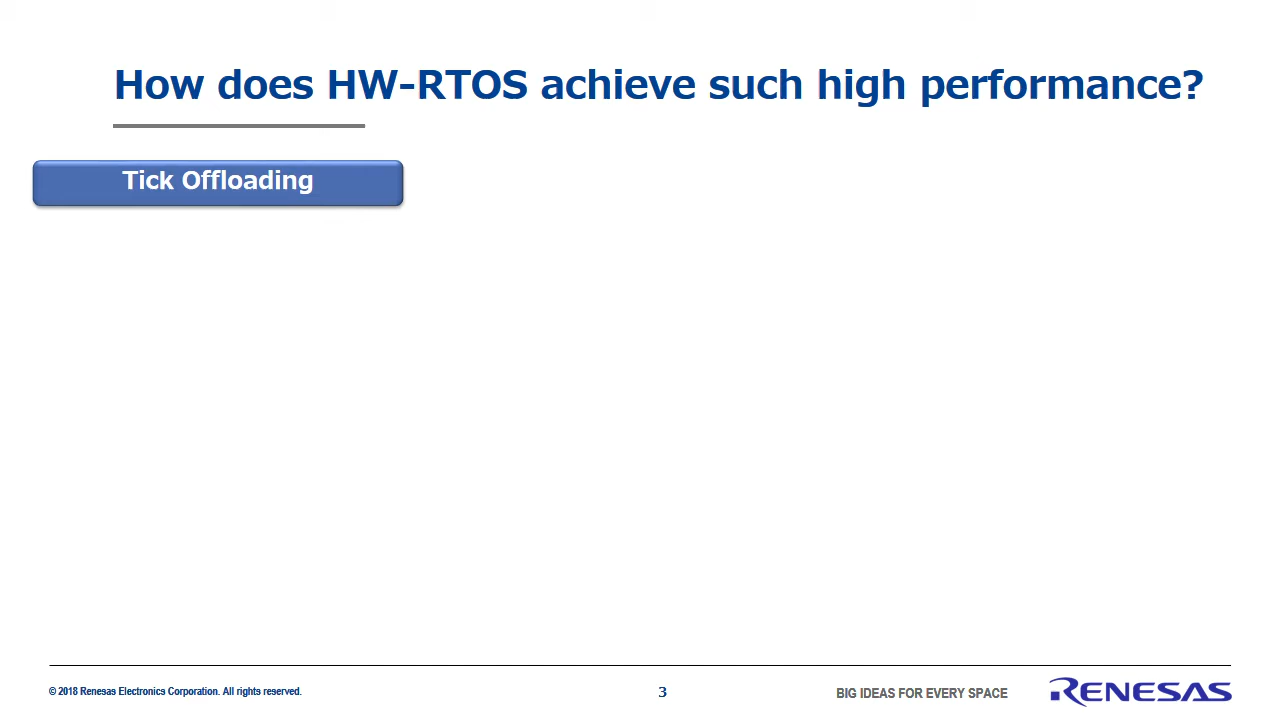 How does HW-RTOS achieve such high performance?
Tick Offloading
© 2018 Renesas Electronics Corporation. All rights reserved.
3
BIG IDEAS FOR EVERY SPACE
RENESAS